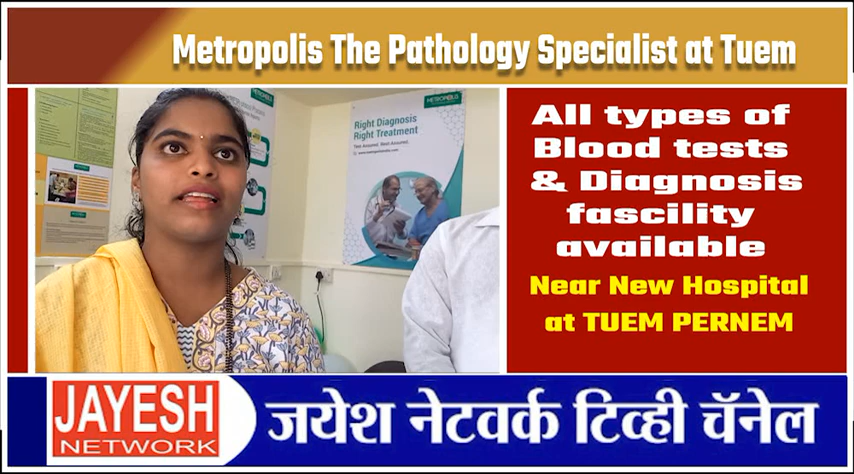 Metropolis The Pathology Specialist at Tuem
METROPOLIS
Right Diagnosis
Right Treatment
All types of
Blood tests
& Diagnosis
fascility
available
Near New Hospital
at TUEM PERNEM
JAYESH
NETWORK
जयेश नेटवर्क टिव्ही चॅनेल